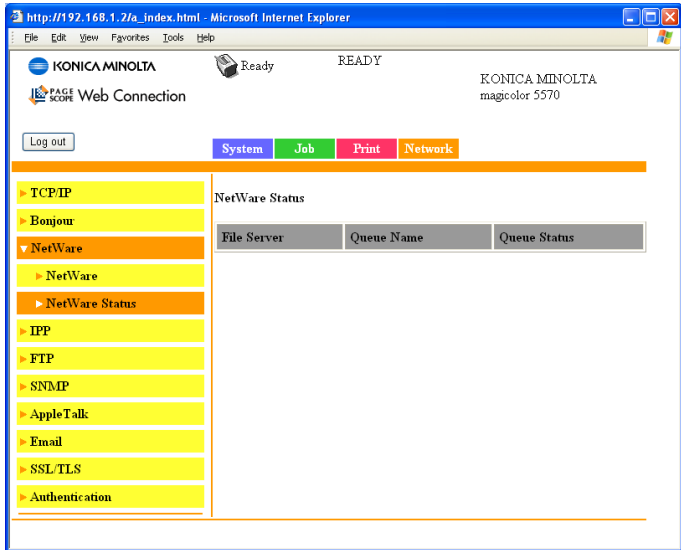 http://192.168.1.2/a_index.html - Microsoft Internet Explorer
File Edit View Favorites Tools Help
KONICA MINOLTA
Ready
READY
KONICA MINOLTA
magicolor 5570
PAGE SCOPE Web Connection
Log out
System Job Print Network
TCP/IP
Bonjour
NetWare
NetWare
NetWare Status
IPP
FTP
SNMP
AppleTalk
Email
SSL/TLS
Authentication
NetWare Status
File Server Queue Name Queue Status